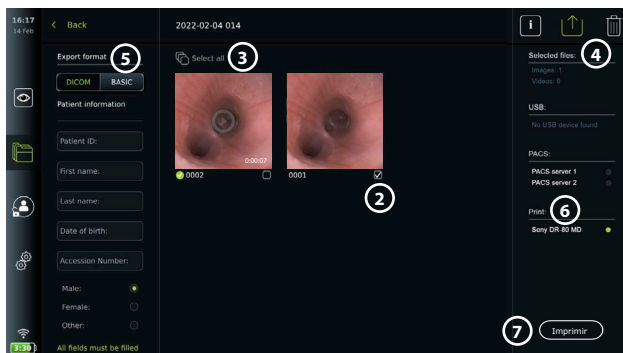 16:17
14 Feb
Back
2022-02-04 014
i
Export format
5
DICOM
BASIC
Patient information
Patient ID:
First name:
Last name:
Date of birth:
Accession Number:
Male:
Female:
Other:
All fields must be filled
Select all
3
0:00:07
0002
0001
2
4
Selected files:
Images: 1
Videos: 0
USB:
No USB device found
PACS:
PACS server 1
PACS server 2
Print:
6
Sony DR-80 MD
7
Imprimir
3:30